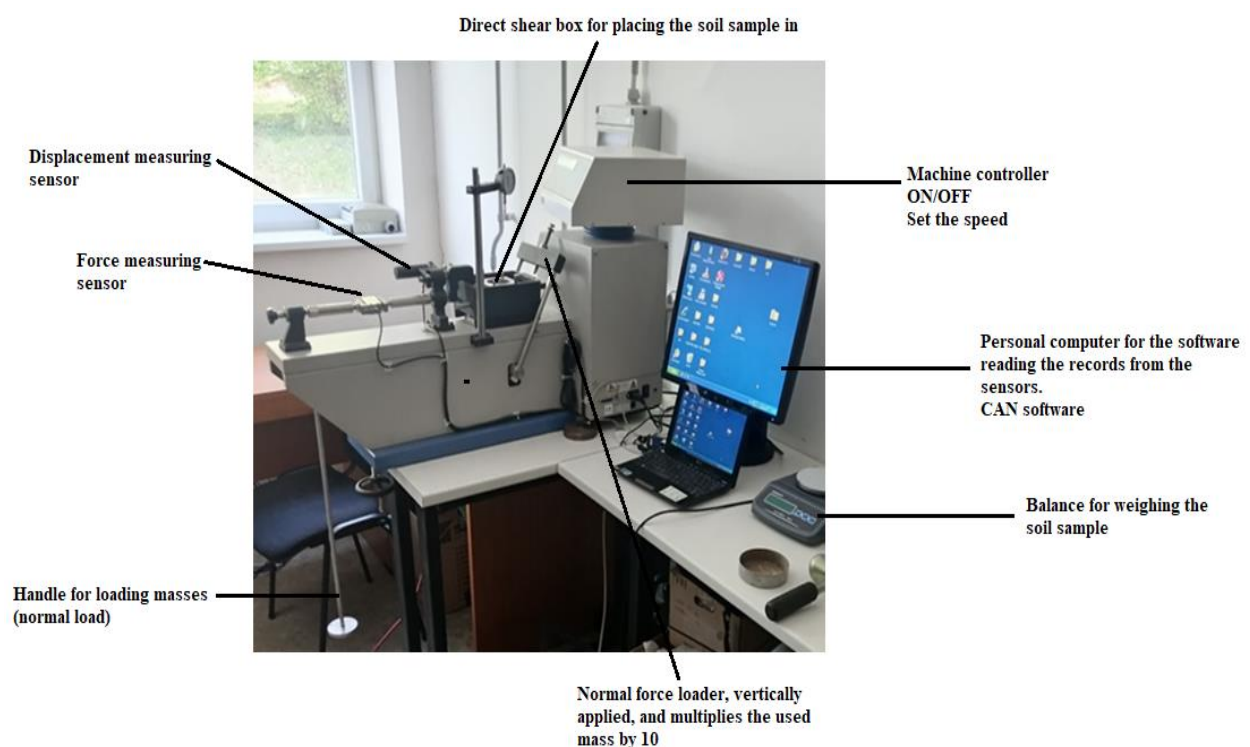 Direct shear box for placing the soil sample in
Displacement measuring
sensor
Force measuring
sensor
Machine controller
ON/OFF
Set the speed
Personal computer for the software
reading the records from the
sensors.
CAN software
Balance for weighing the
soil sample
Handle for loading masses
(normal load)
Normal force loader, vertically
applied, and multiplies the used
mass by 10